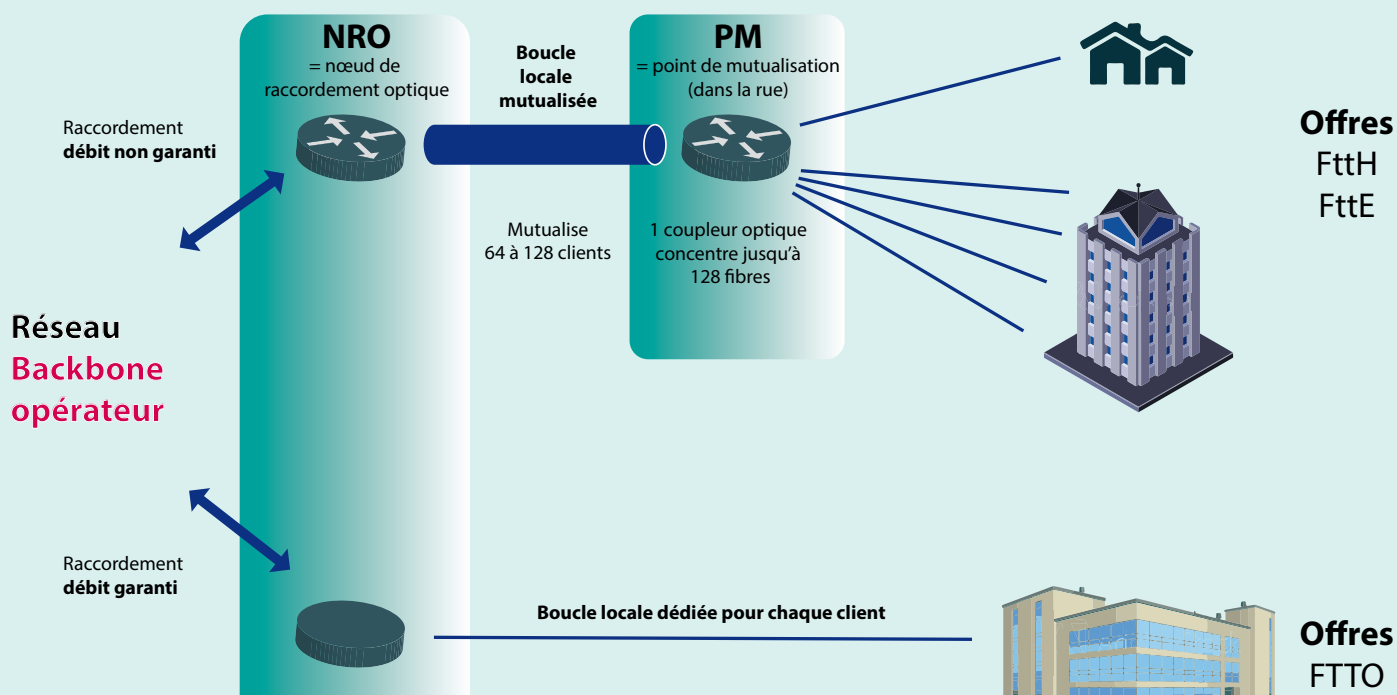 NRO
= nœud de
raccordement optique
Boucle
locale
mutualisée
PM
= point de mutualisation
(dans la rue)
Raccordement
débit non garanti
Offres
FttH
FttE
Mutualise
64 à 128 clients
1 coupleur optique
concentre jusqu'à
128 fibres
Réseau
Backbone
opérateur
Raccordement
débit garanti
Boucle locale dédiée pour chaque client
Offres
FTTO